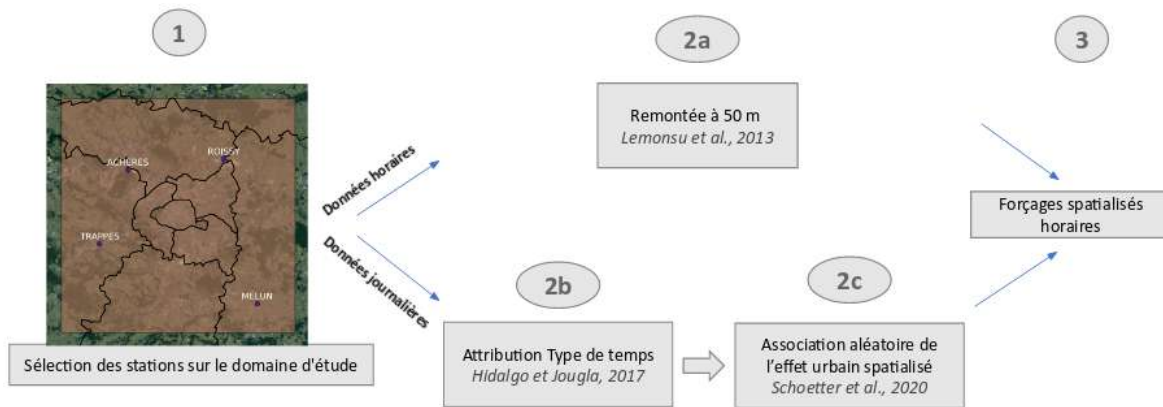 1
ACHERES
ROISSY
TRAPPES
MELUN
Sélection des stations sur le domaine d'étude
Données horaires
Données journalières
2a
Remontée à 50 m
Lemonsu et al., 2013
2b
Attribution Type de temps
Hidalgo et Jougla, 2017
2c
Association aléatoire de
l'effet urbain spatialisé
Schoetter et al., 2020
3
Forçages spatialisés
horaires